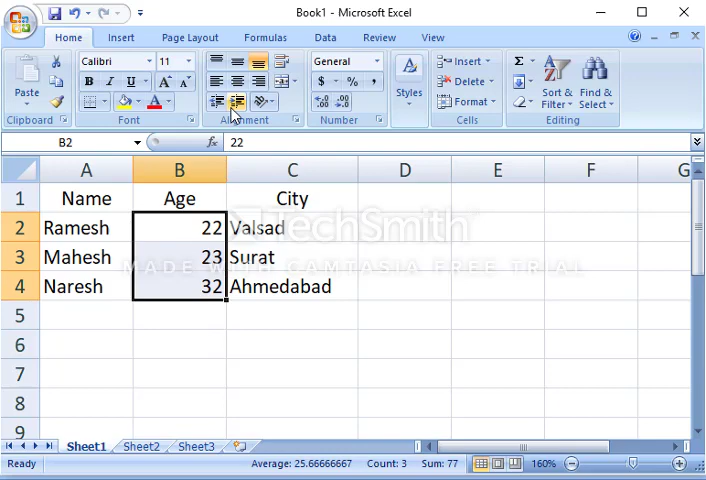 Book1 - Microsoft Excel
Home Insert Page Layout Formulas Data Review View
Calibri 11 General Insert Σ
Paste B I U A A $ % , Styles Delete Sort & Filter Find & Select
A .00 .0 Format
Clipboard Font Alignment Number Cells Editing
B2 fx 22
A B C D E F G
1 Name Age City
2 Ramesh 22 Valsad
3 Mahesh 23 Surat
4 Naresh 32 Ahmedabad
5
6
7
8
9
TechSmith
MADE WITH CAMTASIA FREE TRIAL
Sheet1 Sheet2 Sheet3
Ready Average: 25.66666667 Count: 3 Sum: 77 160%